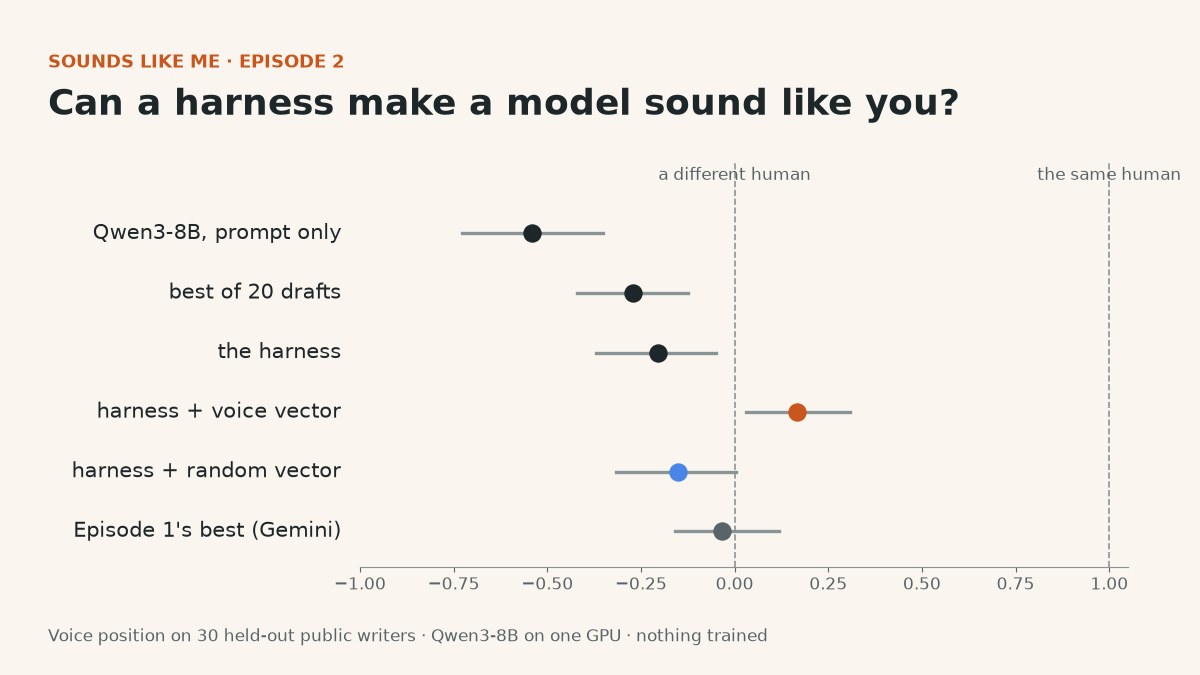 SOUNDS LIKE ME · EPISODE 2
Can a harness make a model sound like you?
a different human
the same human
Qwen3-8B, prompt only
best of 20 drafts
the harness
harness + voice vector
harness + random vector
Episode 1's best (Gemini)
−1.00 −0.75 −0.50 −0.25 0.00 0.25 0.50 0.75 1.00
Voice position on 30 held-out public writers · Qwen3-8B on one GPU · nothing trained